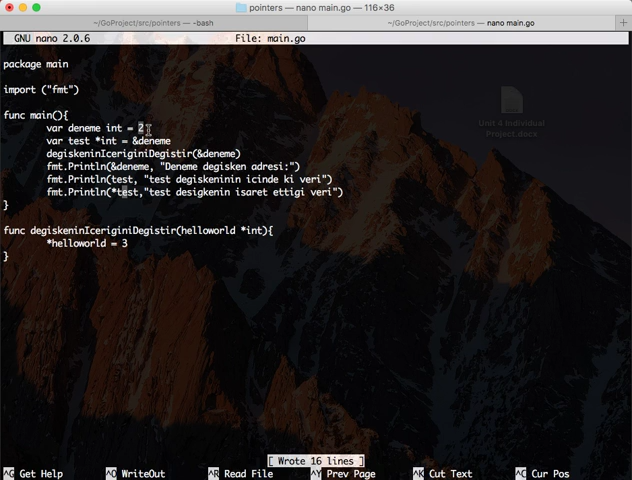 pointers — nano main.go — 116×36
~/GoProject/src/pointers — -bash
~/GoProject/src/pointers — nano main.go
GNU nano 2.0.6 File: main.go
package main
import ("fmt")
func main(){
var deneme int = 2
var test *int = &deneme
degiskeninIceriginiDegistir(&deneme)
fmt.Println(&deneme, "Deneme degisken adresi:")
fmt.Println(test, "test degiskeninin icinde ki veri")
fmt.Println(*test,"test desigkenin isaret ettigi veri")
}
func degiskeninIceriginiDegistir(helloworld *int){
*helloworld = 3
}
Unit 4 Individual
Project.docx
[ Wrote 16 lines ]
^G Get Help ^O WriteOut ^R Read File ^Y Prev Page ^K Cut Text ^C Cur Pos